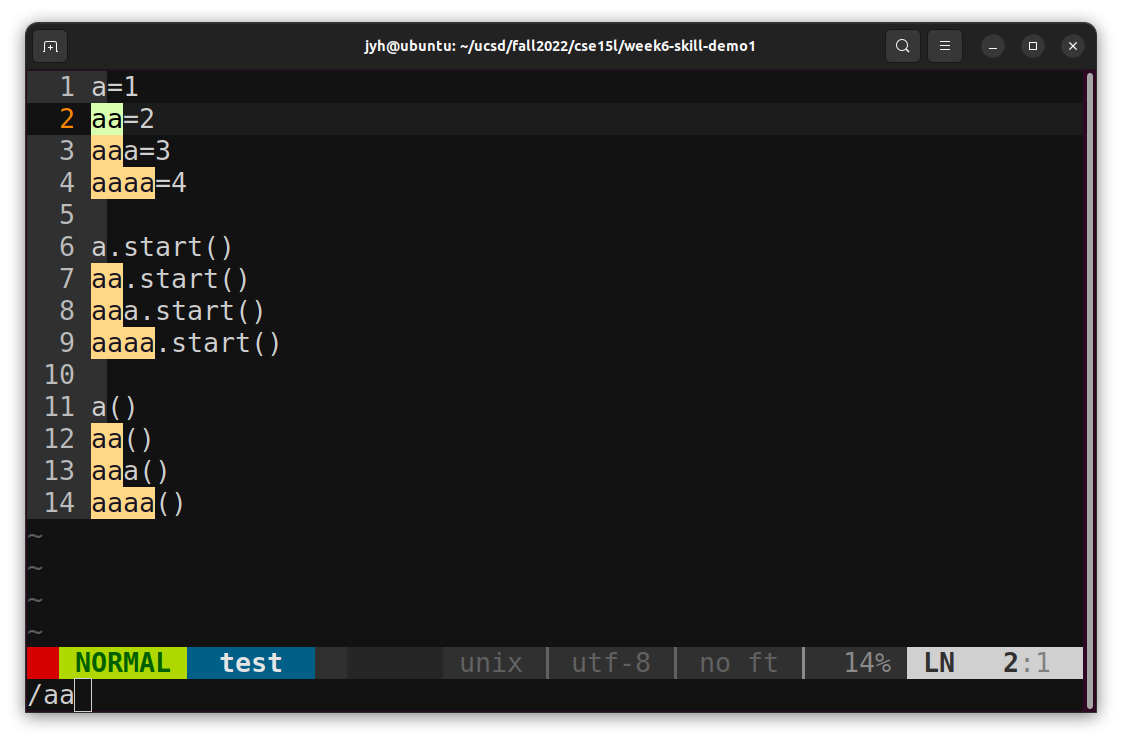 jyh@ubuntu: ~/ucsd/fall2022/cse15l/week6-skill-demo1
1 a=1
2 aa=2
3 aaa=3
4 aaaa=4
5
6 a.start()
7 aa.start()
8 aaa.start()
9 aaaa.start()
10
11 a()
12 aa()
13 aaa()
14 aaaa()
~
~
~
~
NORMAL test unix | utf-8 | no ft | 14% LN 2:1
/aa